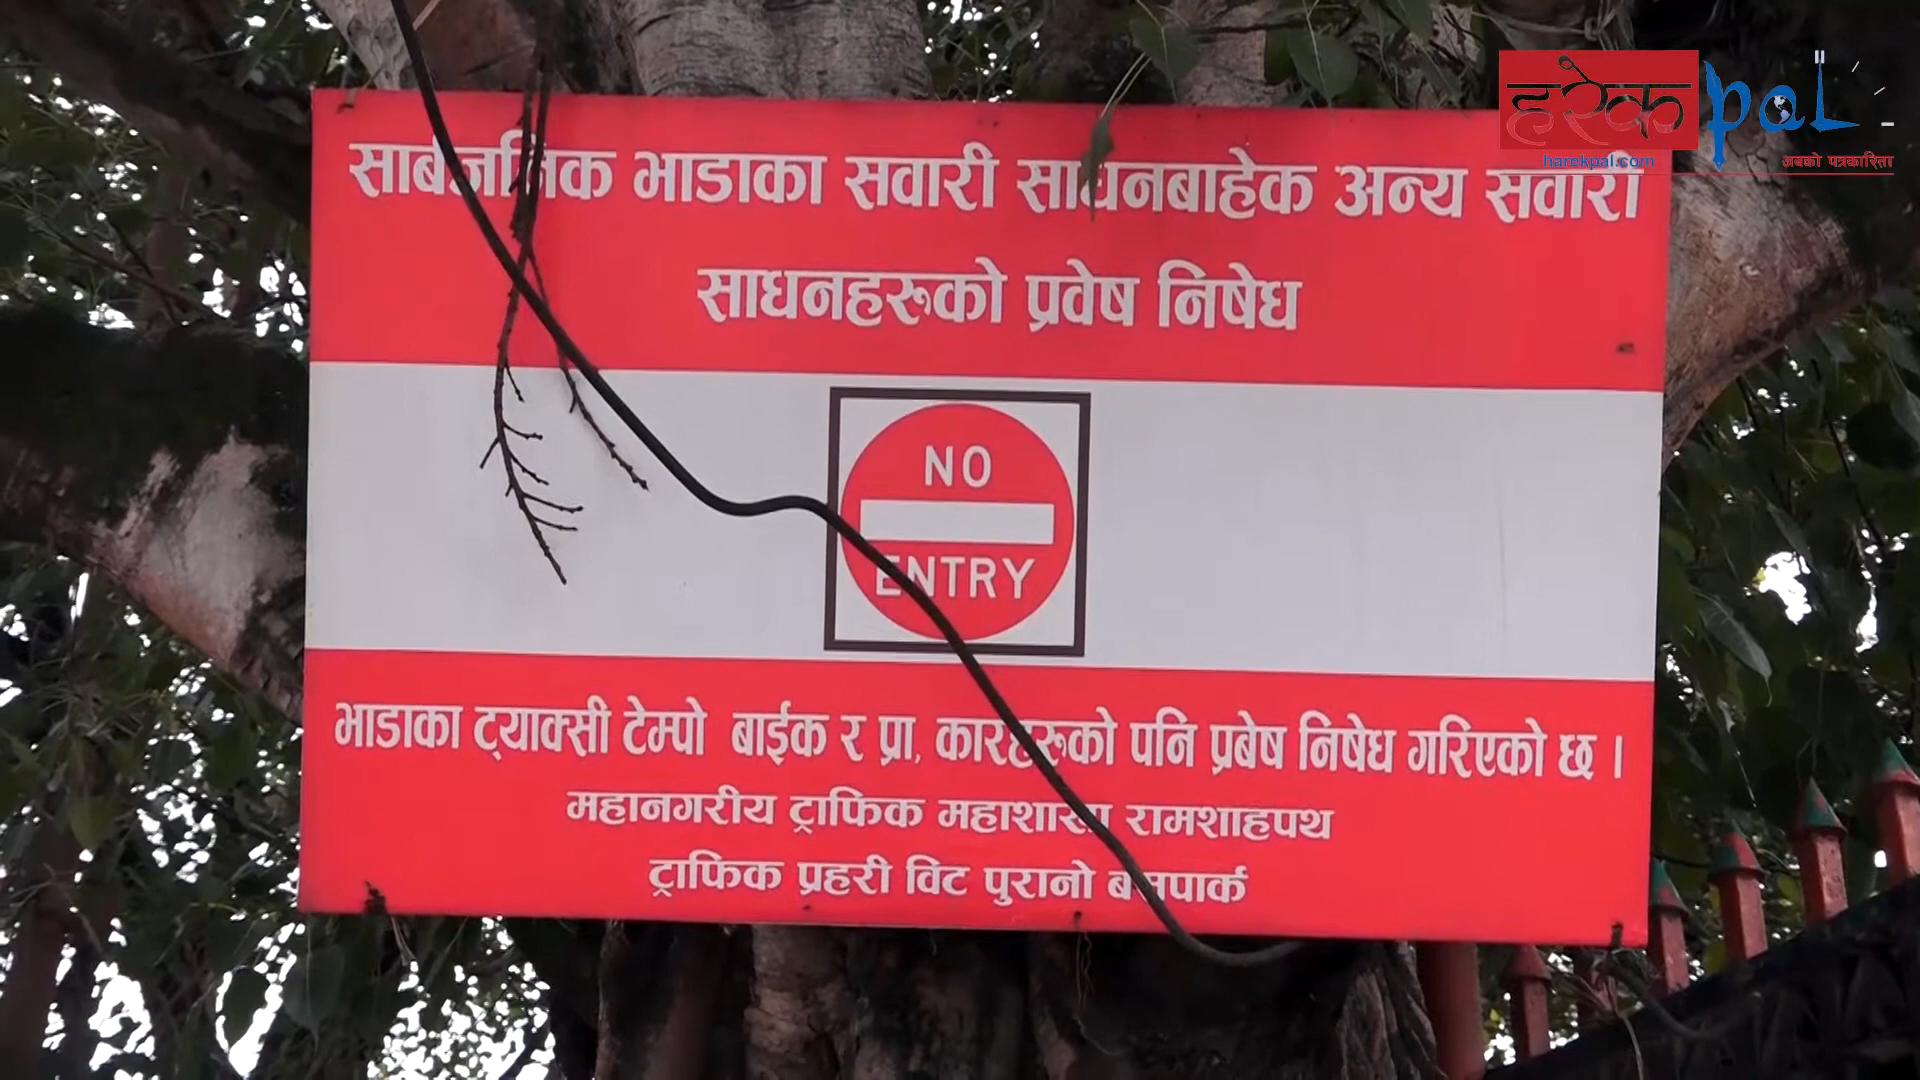 हरेक pal
harekpal.com
अबको पत्रकारिता
सार्बजनिक भाडाका सवारी साधनबाहेक अन्य सवारी
साधनहरुको प्रवेष निषेध
NO
ENTRY
भाडाका ट्याक्सी टेम्पो बाईक र प्रा. कारहरुको पनि प्रबेष निषेध गरिएको छ ।
महानगरीय ट्राफिक महाशाखा रामशाहपथ
ट्राफिक प्रहरी विट पुरानो बसपार्क